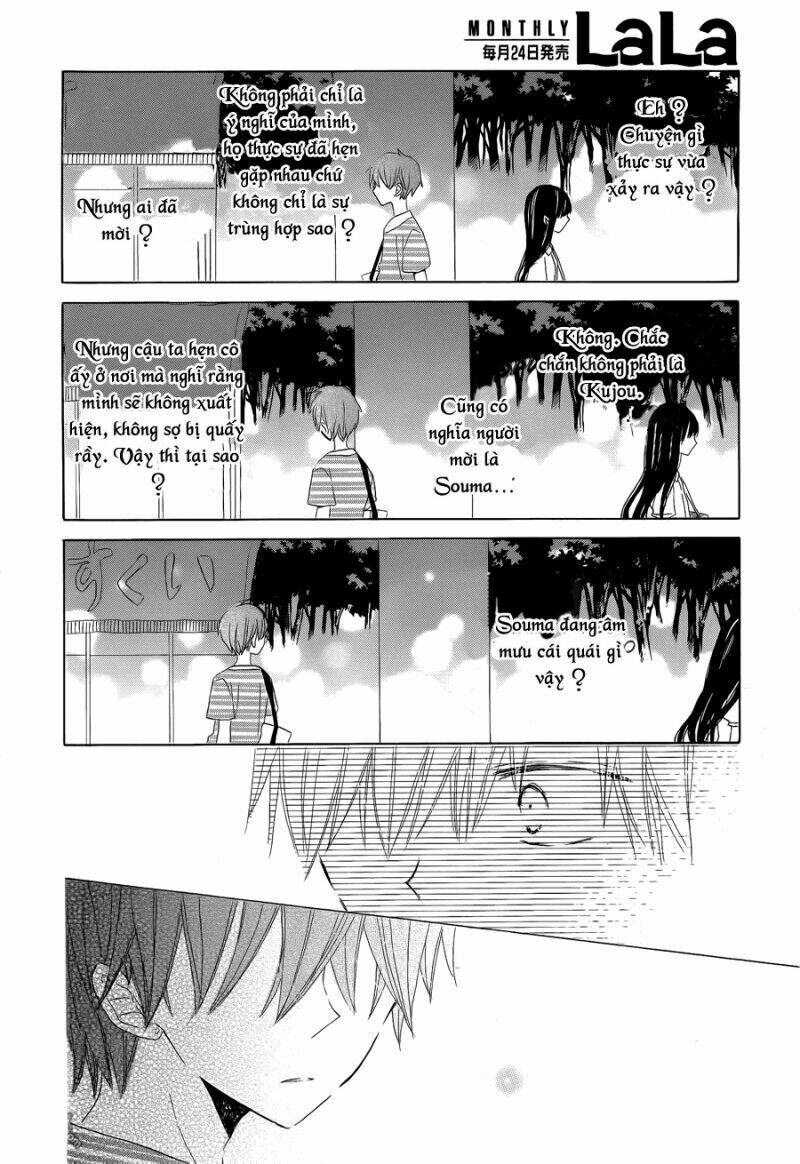 MONTHLY
毎月24日発売
LaLa
Eh ?
Chuyện gì
thực sự vừa
xảy ra vậy ?
Không phải chỉ là
ý nghĩ của mình,
họ thực sự đã hẹn
gặp nhau chứ
không chỉ là sự
trùng hợp sao ?
Nhưng ai đã
mời ?
Không. Chắc
chắn không phải là
Kujou.
Cũng có
nghĩa người
mời là
Souma...
Nhưng cậu ta hẹn cô
ấy ở nơi mà nghĩ rằng
mình sẽ không xuất
hiện, không sợ bị quấy
rầy. Vậy thì tại sao
?
Souma đang âm
mưu cái quái gì
vậy ?
すくい